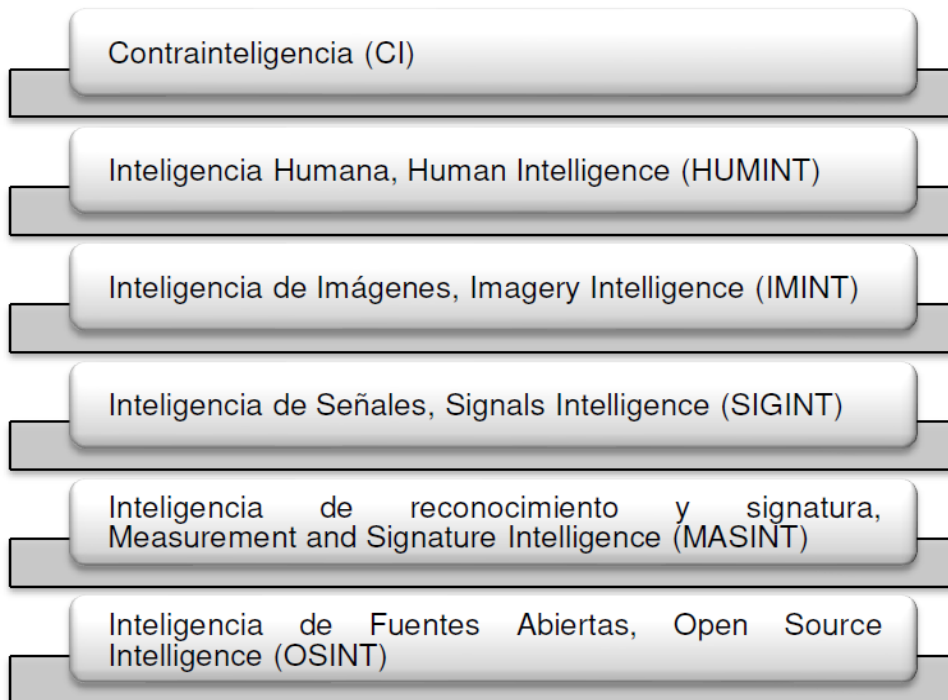 Contrainteligencia (CI)
Inteligencia Humana, Human Intelligence (HUMINT)
Inteligencia de Imágenes, Imagery Intelligence (IMINT)
Inteligencia de Señales, Signals Intelligence (SIGINT)
Inteligencia de reconocimiento y signatura,
Measurement and Signature Intelligence (MASINT)
Inteligencia de Fuentes Abiertas, Open Source
Intelligence (OSINT)